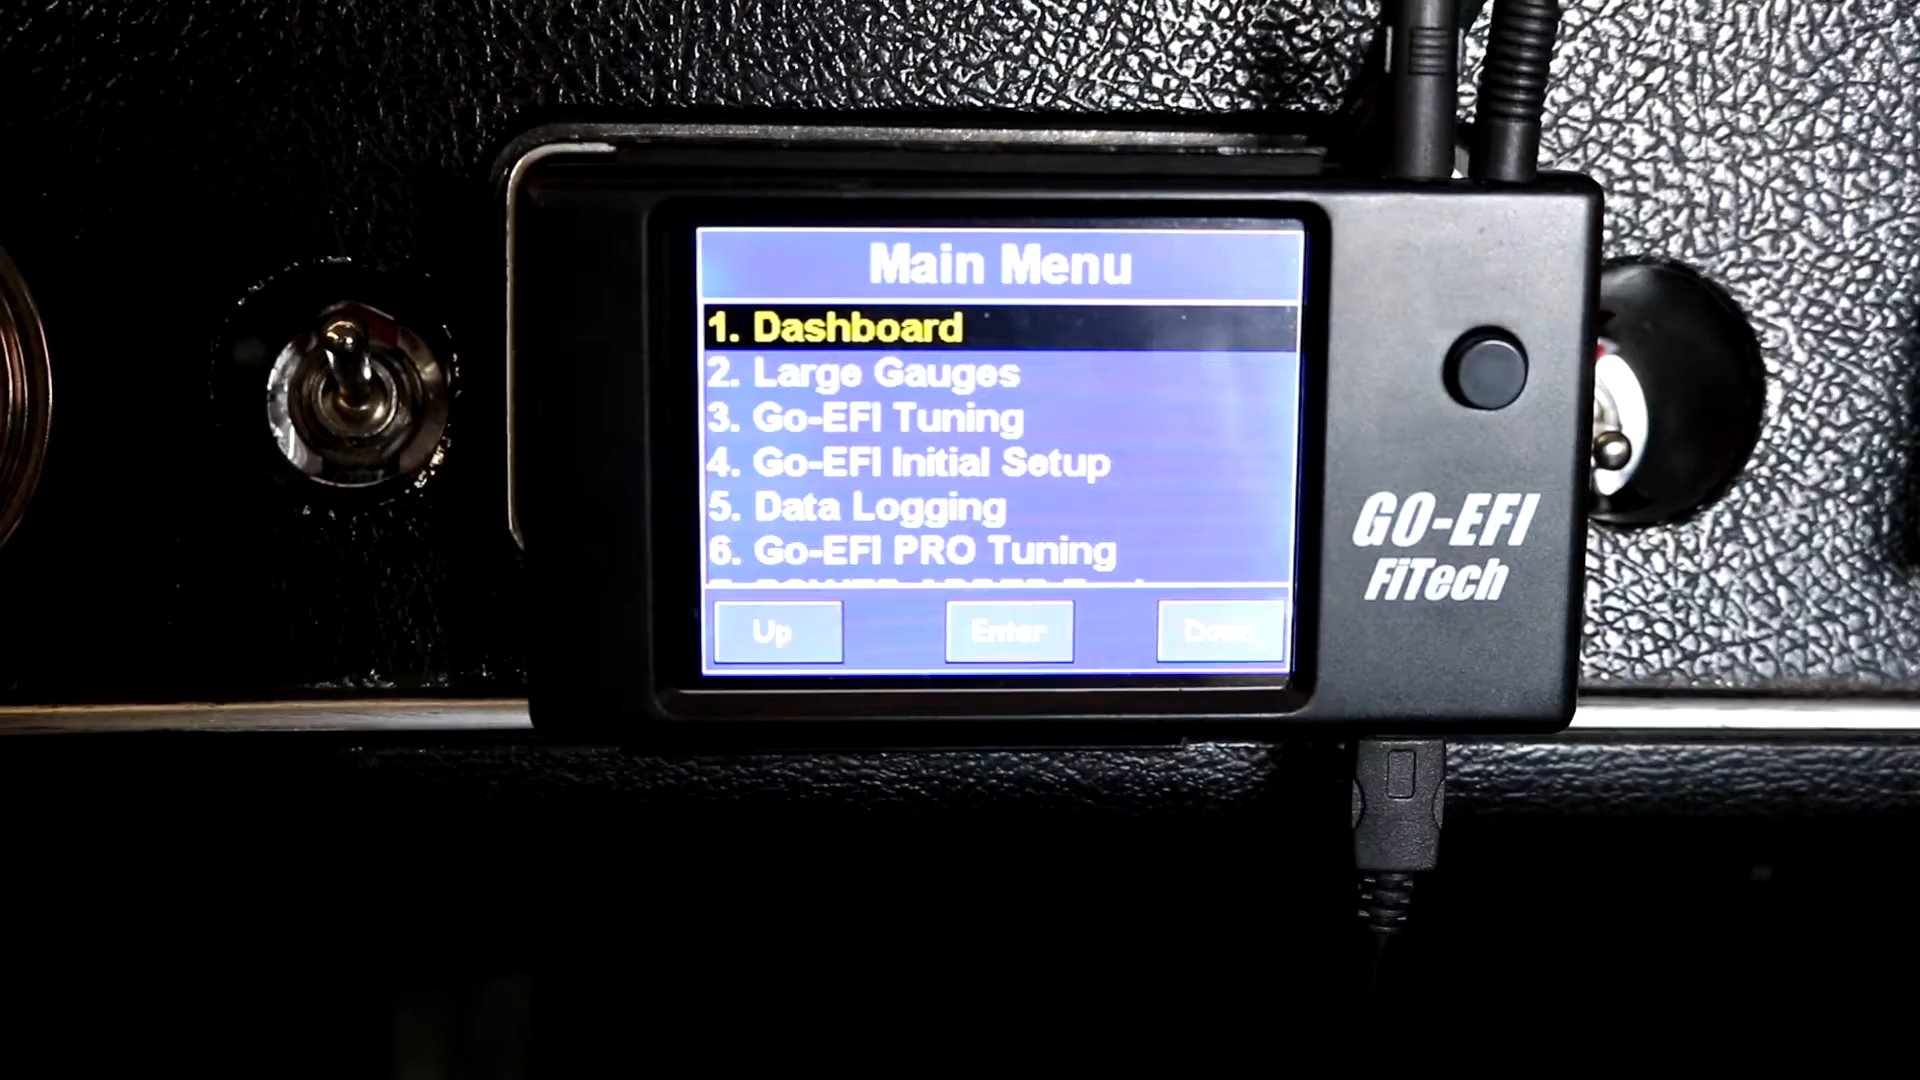 Main Menu
1. Dashboard
2. Large Gauges
3. Go-EFI Tuning
4. Go-EFI Initial Setup
5. Data Logging
6. Go-EFI PRO Tuning
Up
Enter
Down
GO-EFI
FiTech